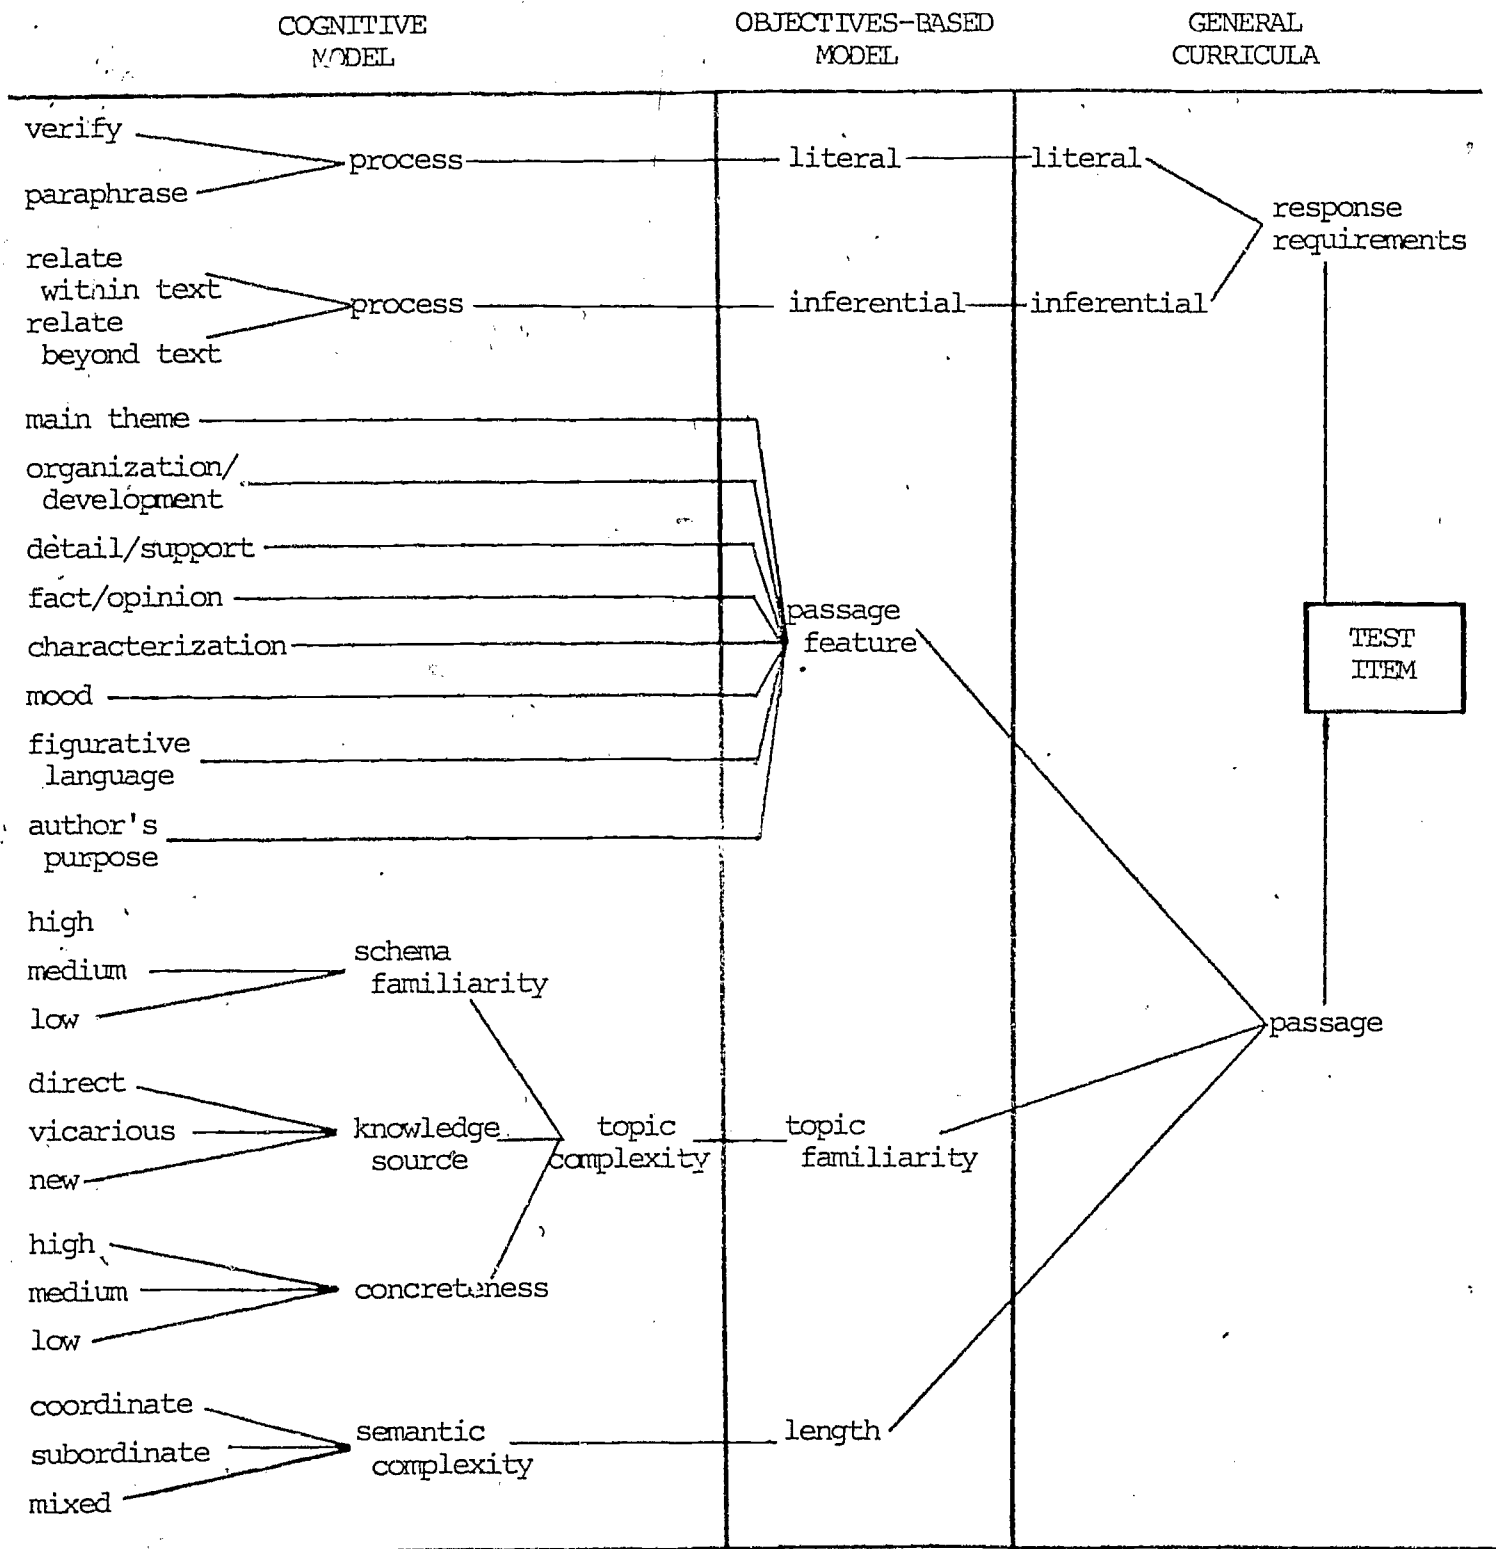 COGNITIVE
MODEL
OBJECTIVES-BASED
MODEL
GENERAL
CURRICULA
verify
paraphrase
process
literal
literal
response
requirements
relate
within text
relate
beyond text
process
inferential
inferential
main theme
organization/
development
detail/support
fact/opinion
characterization
mood
figurative
language
author's
purpose
passage
feature
TEST
ITEM
high
medium
low
schema
familiarity
passage
direct
vicarious
new
knowledge
source
topic
complexity
topic
familiarity
high
medium
low
concreteness
coordinate
subordinate
mixed
semantic
complexity
length